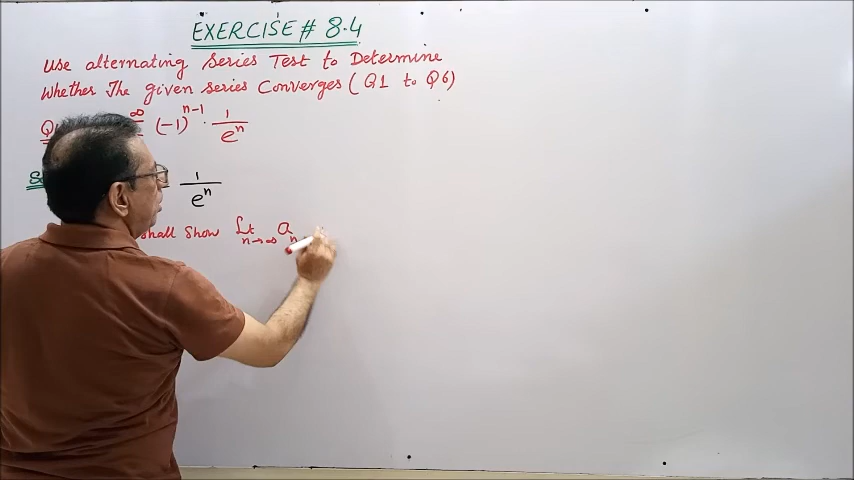 EXERCISE # 8.4
Use alternating Series Test to Determine
Whether The given series Converges ( Q1 to Q6)
∞ (-1)^{n-1} · 1/e^n
1/e^n
shall show Lt n→∞ a_n